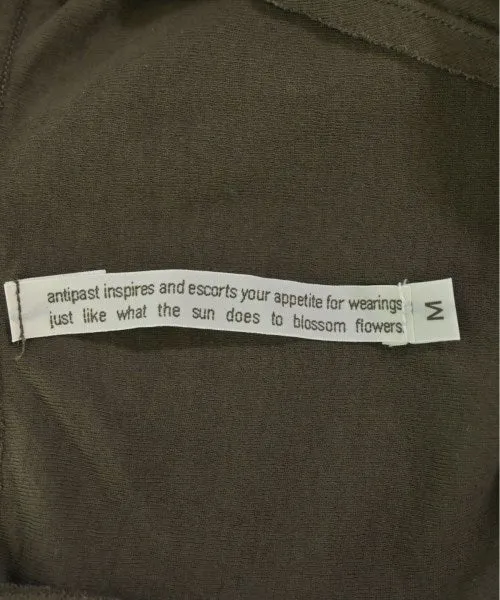 antipast inspires and escorts your appetite for wearings
just like what the sun does to blossom flowers.
M